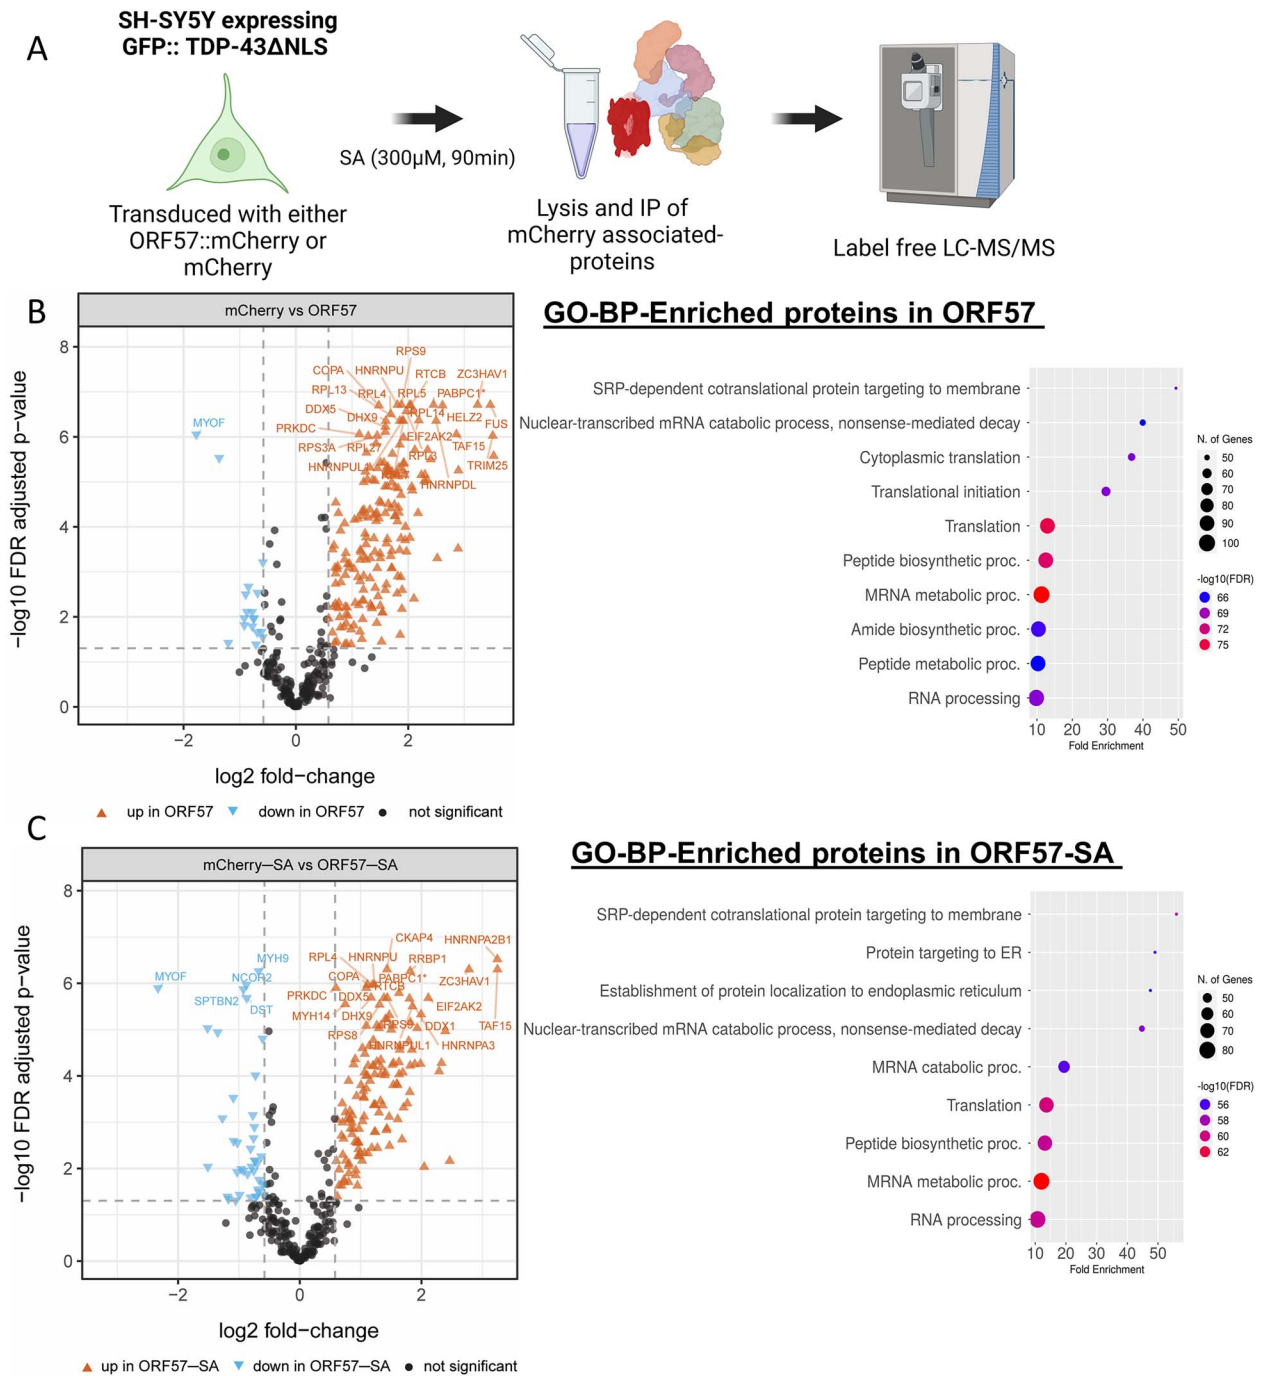 A
SH-SY5Y expressing
GFP:: TDP-43ΔNLS
SA (300µM, 90min)
Transduced with either
ORF57::mCherry or
mCherry
Lysis and IP of
mCherry associated-
proteins
Label free LC-MS/MS
B
mCherry vs ORF57
−log10 FDR adjusted p−value
8
6
4
2
0
RPS9
COPA
HNRNPU
RTCB
ZC3HAV1
RPL13
RPL4
RPL5
PABPC1*
DDX5
DHX9
RPL14
HELZ2
FUS
PRKDC
EIF2AK2
RPS3A
RPL27
RPL3
TAF15
HNRNPUL1
TRIM25
HNRNPDL
MYOF
−2
0
2
log2 fold−change
up in ORF57
down in ORF57
not significant
GO-BP-Enriched proteins in ORF57
SRP-dependent cotranslational protein targeting to membrane
Nuclear-transcribed mRNA catabolic process, nonsense-mediated decay
Cytoplasmic translation
Translational initiation
Translation
Peptide biosynthetic proc.
MRNA metabolic proc.
Amide biosynthetic proc.
Peptide metabolic proc.
RNA processing
10 20 30 40 50
Fold Enrichment
N. of Genes
50
60
70
80
90
100
-log10(FDR)
66
69
72
75
C
mCherry—SA vs ORF57—SA
−log10 FDR adjusted p−value
8
6
4
2
0
CKAP4
HNRNPA2B1
MYH9
RPL4
HNRNPU
RRBP1
MYOF
NCOR2
COPA
PABPC1*
ZC3HAV1
SPTBN2
DST
PRKDC
DDX5
RTCB
EIF2AK2
MYH14
DHX9
RPS9
DDX1
TAF15
RPS8
HNRNPUL1
HNRNPA3
−2
0
2
log2 fold−change
up in ORF57—SA
down in ORF57—SA
not significant
GO-BP-Enriched proteins in ORF57-SA
SRP-dependent cotranslational protein targeting to membrane
Protein targeting to ER
Establishment of protein localization to endoplasmic reticulum
Nuclear-transcribed mRNA catabolic process, nonsense-mediated decay
MRNA catabolic proc.
Translation
Peptide biosynthetic proc.
MRNA metabolic proc.
RNA processing
10 20 30 40 50
Fold Enrichment
N. of Genes
50
60
70
80
-log10(FDR)
56
58
60
62